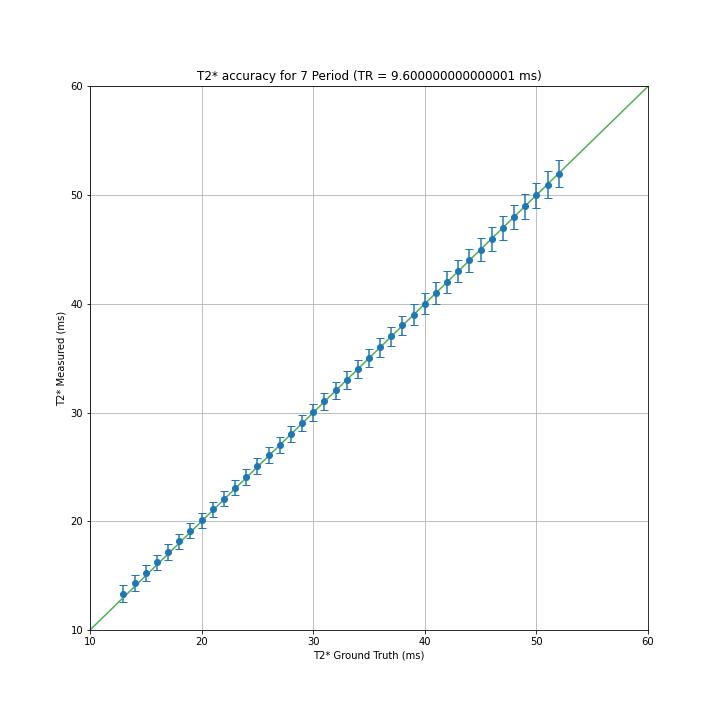 T2* accuracy for 7 Period (TR = 9.600000000000001 ms)
60
50
40
30
20
10
T2* Measured (ms)
10 20 30 40 50 60
T2* Ground Truth (ms)